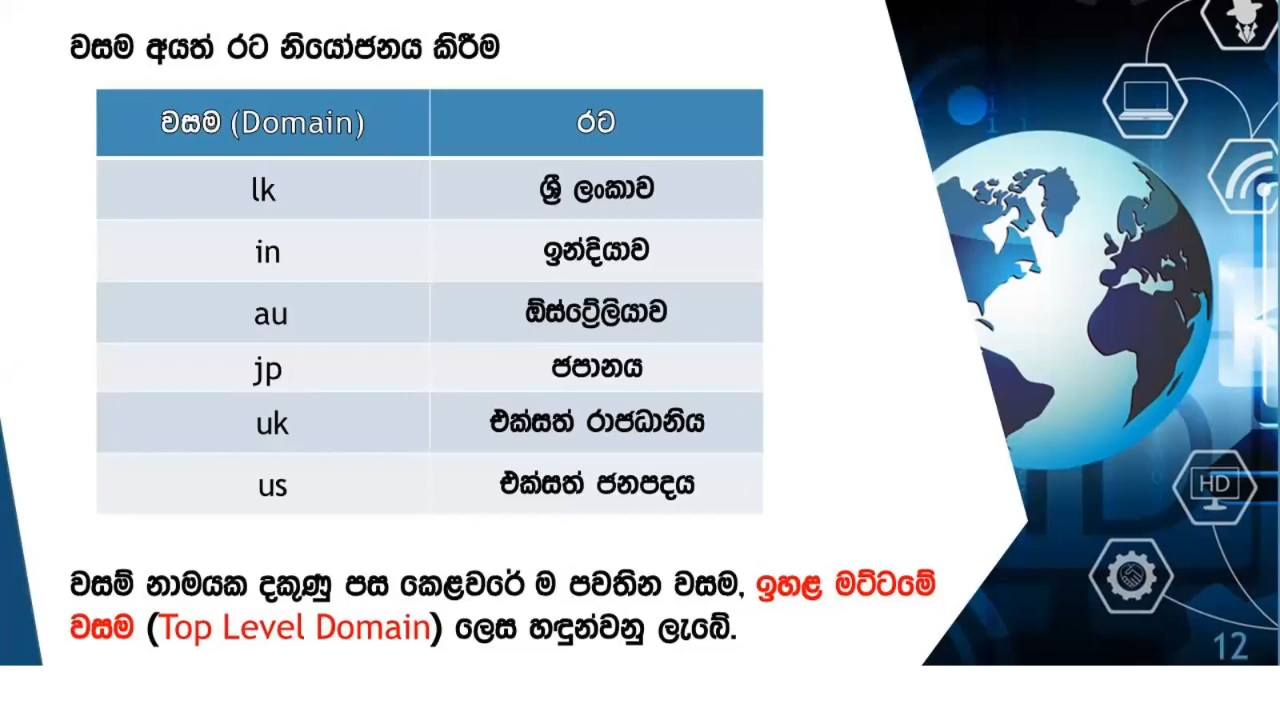 වසම අයත් රට නියෝජනය කිරීම
වසම (Domain) රට
lk ශ්‍රී ලංකාව
in ඉන්දියාව
au ඕස්ට්‍රේලියාව
jp ජපානය
uk එක්සත් රාජධානිය
us එක්සත් ජනපදය
වසම් නාමයක දකුණු පස කෙළවරේ ම පවතින වසම, ඉහළ මට්ටමේ
වසම (Top Level Domain) ලෙස හඳුන්වනු ලැබේ.
HD
12